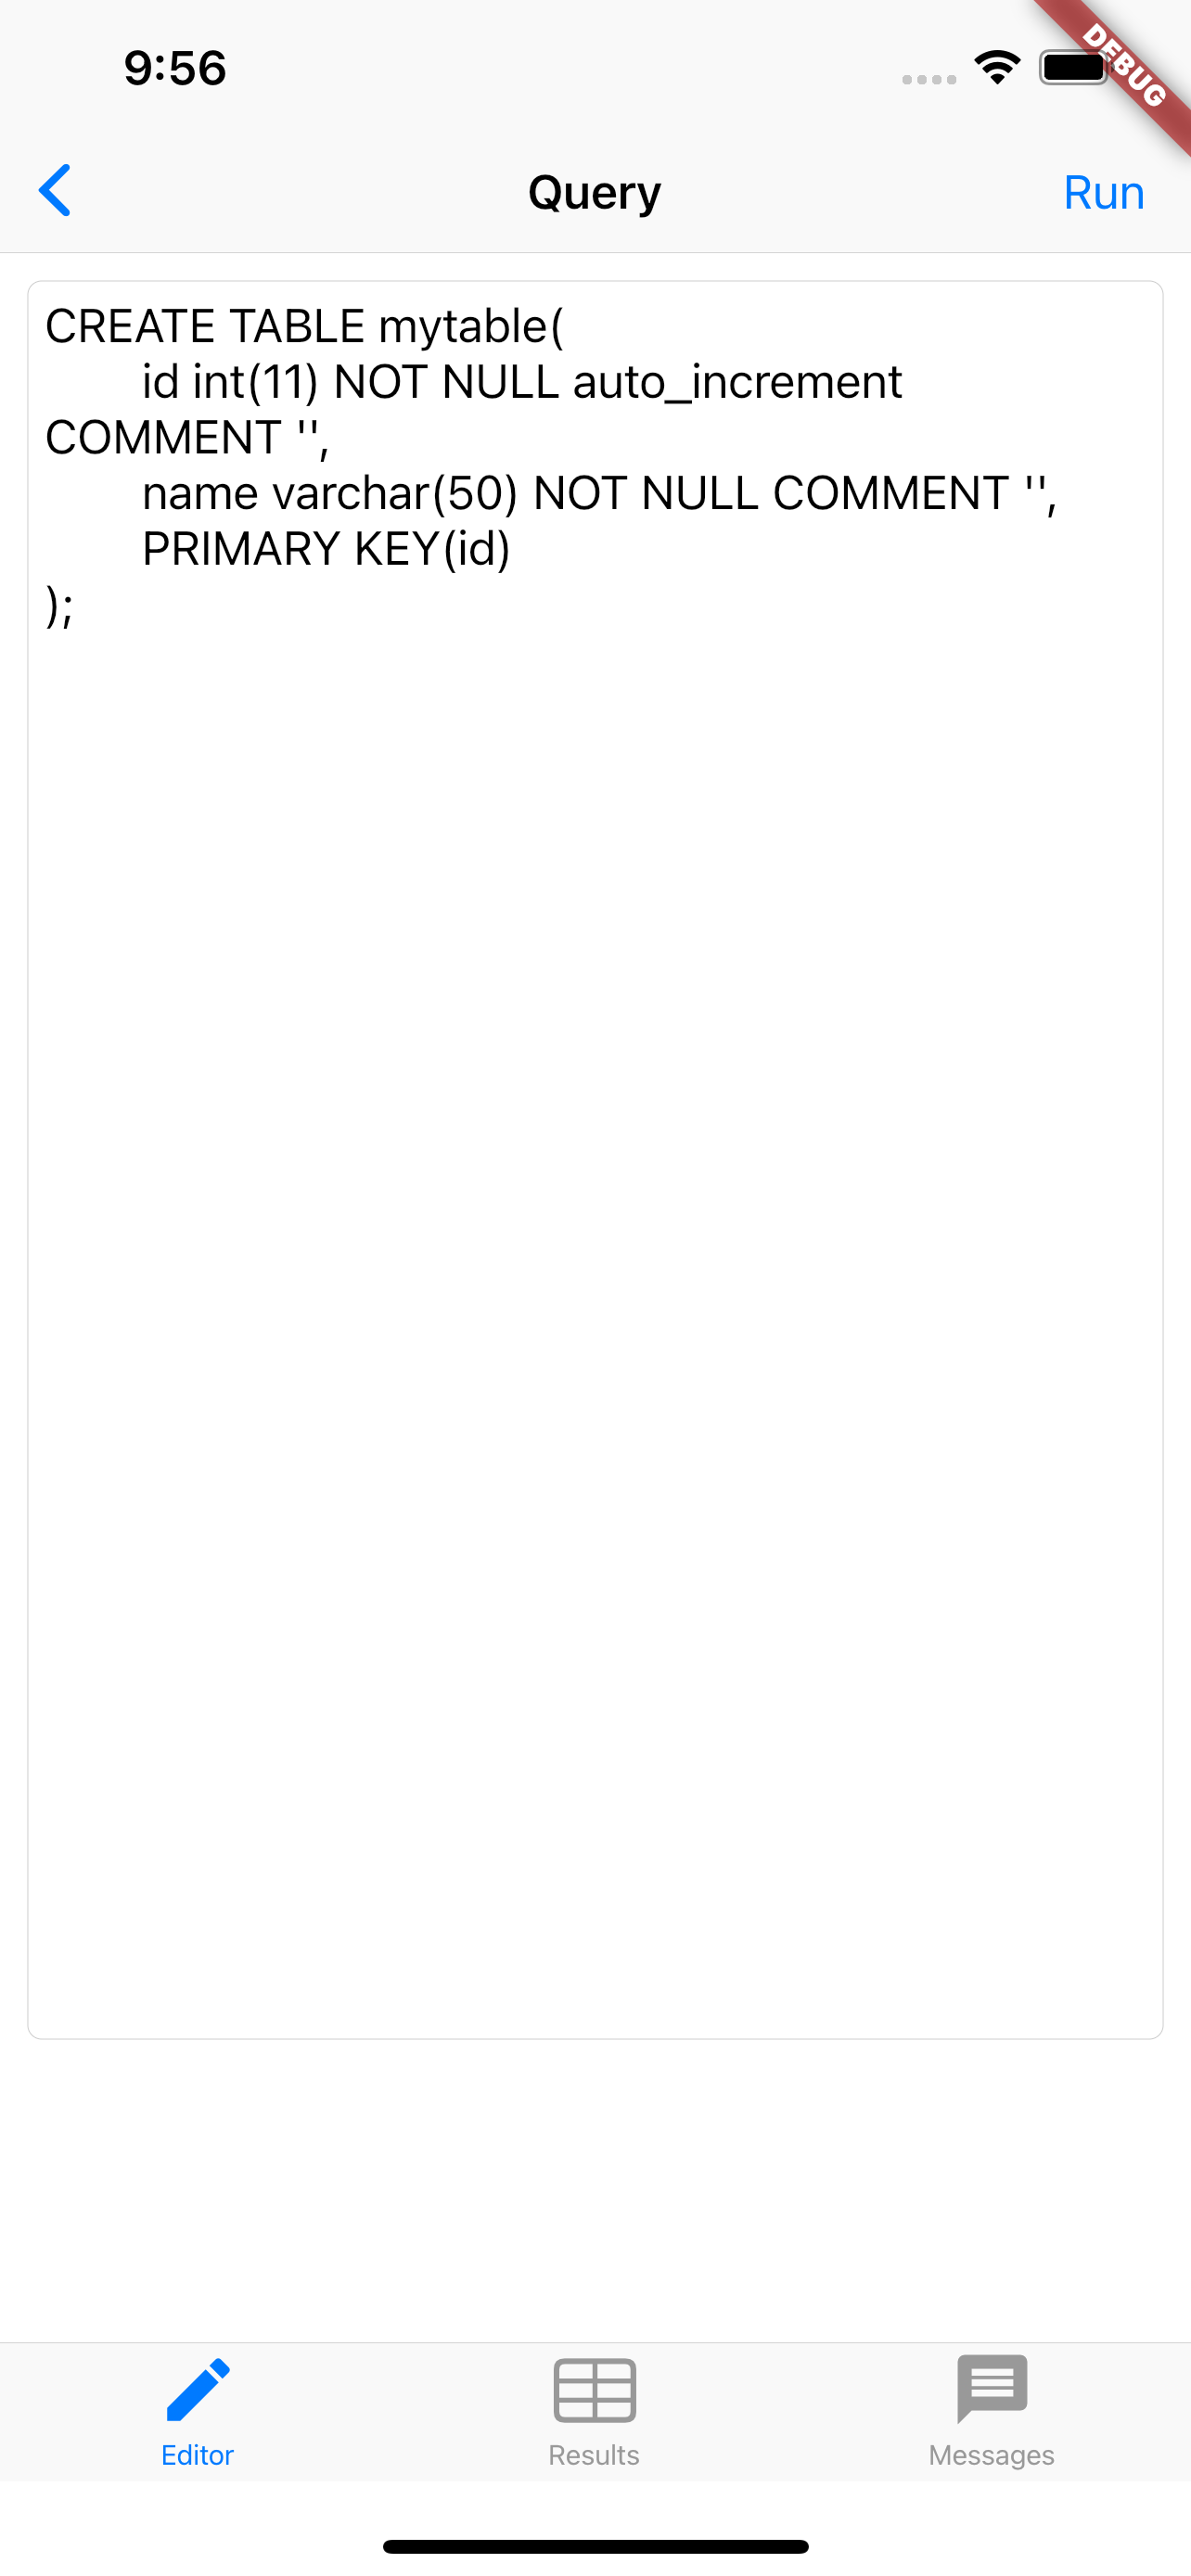 9:56
DEBUG
Query
Run
CREATE TABLE mytable(
id int(11) NOT NULL auto_increment
COMMENT '',
name varchar(50) NOT NULL COMMENT '',
PRIMARY KEY(id)
);
Editor
Results
Messages